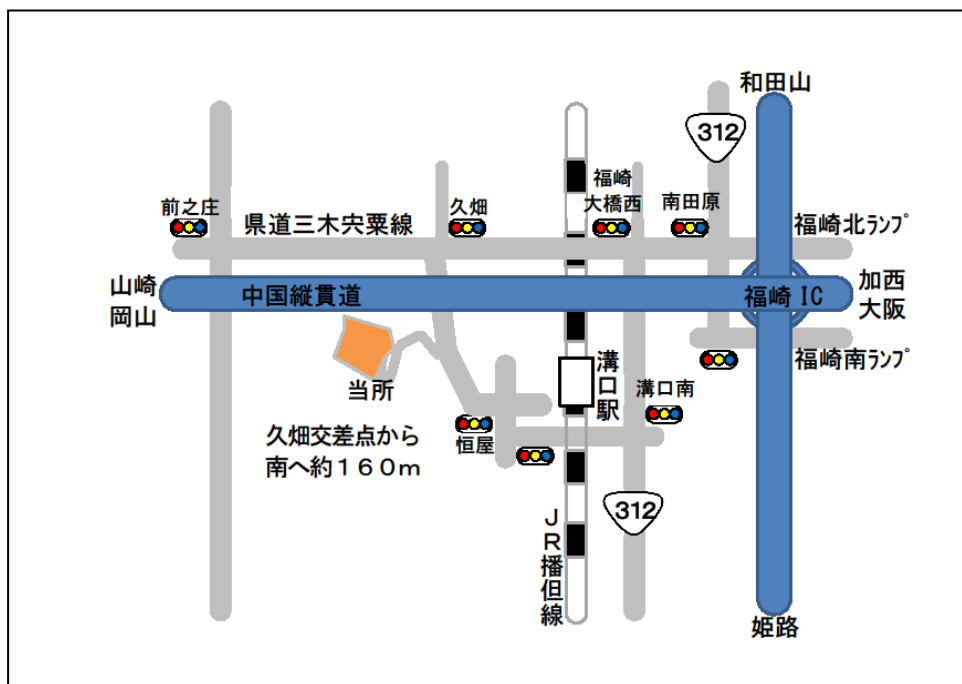 和田山
312
前之庄
県道三木宍粟線
久畑
福崎
大橋西
南田原
福崎北ランプ
山崎
岡山
中国縦貫道
福崎 IC
加西
大阪
福崎南ランプ
当所
溝口駅
溝口南
久畑交差点から
南へ約１６０ｍ
恒屋
312
ＪＲ播但線
姫路